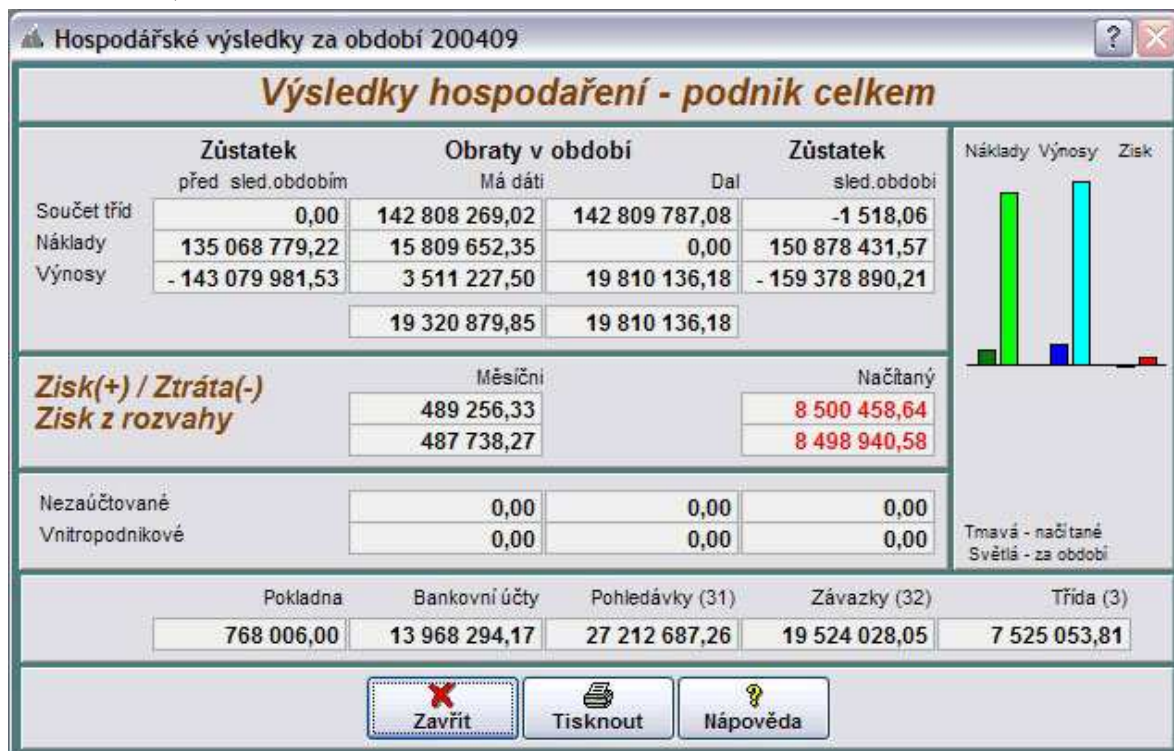 Hospodářské výsledky za období 200409
Výsledky hospodaření - podnik celkem
Zůstatek Obraty v období Zůstatek
před sled.obdobím Má dáti Dal sled.období
Součet tříd 0,00 142 808 269,02 142 809 787,08 -1 518,06
Náklady 135 068 779,22 15 809 652,35 0,00 150 878 431,57
Výnosy - 143 079 981,53 3 511 227,50 19 810 136,18 - 159 378 890,21
19 320 879,85 19 810 136,18
Náklady Výnosy Zisk
Zisk(+) / Ztráta(-) Měsíční Načítaný
489 256,33 8 500 458,64
Zisk z rozvahy 487 738,27 8 498 940,58
Nezaúčtované 0,00 0,00 0,00
Vnitropodnikové 0,00 0,00 0,00
Tmavá - načítané
Světlá - za období
Pokladna Bankovní účty Pohledávky (31) Závazky (32) Třída (3)
768 006,00 13 968 294,17 27 212 687,26 19 524 028,05 7 525 053,81
Zavřít Tisknout Nápověda